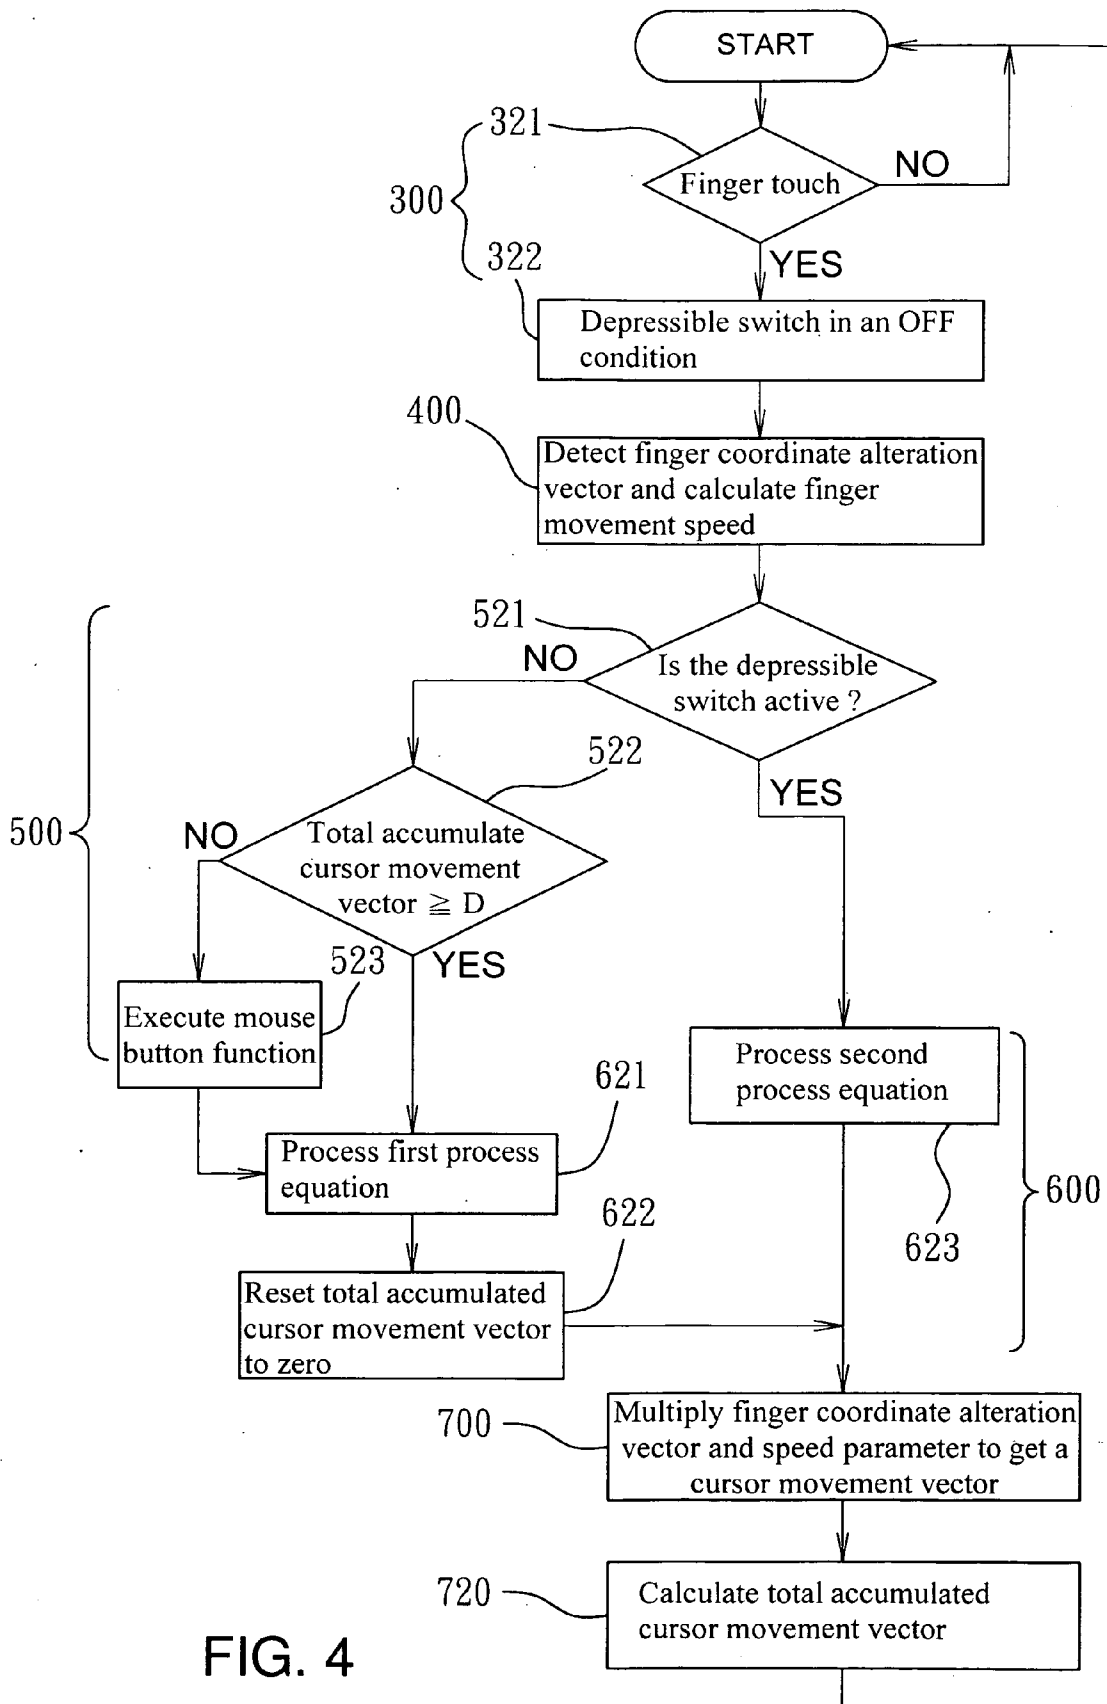 START
321
Finger touch
NO
300
322
YES
Depressible switch in an OFF
condition
400
Detect finger coordinate alteration
vector and calculate finger
movement speed
521
NO
Is the depressible
switch active ?
522
YES
500
NO
Total accumulate
cursor movement
vector ≧ D
523
YES
Execute mouse
button function
Process second
process equation
621
Process first process
equation
600
622
623
Reset total accumulated
cursor movement vector
to zero
700
Multiply finger coordinate alteration
vector and speed parameter to get a
cursor movement vector
720
Calculate total accumulated
cursor movement vector
FIG. 4